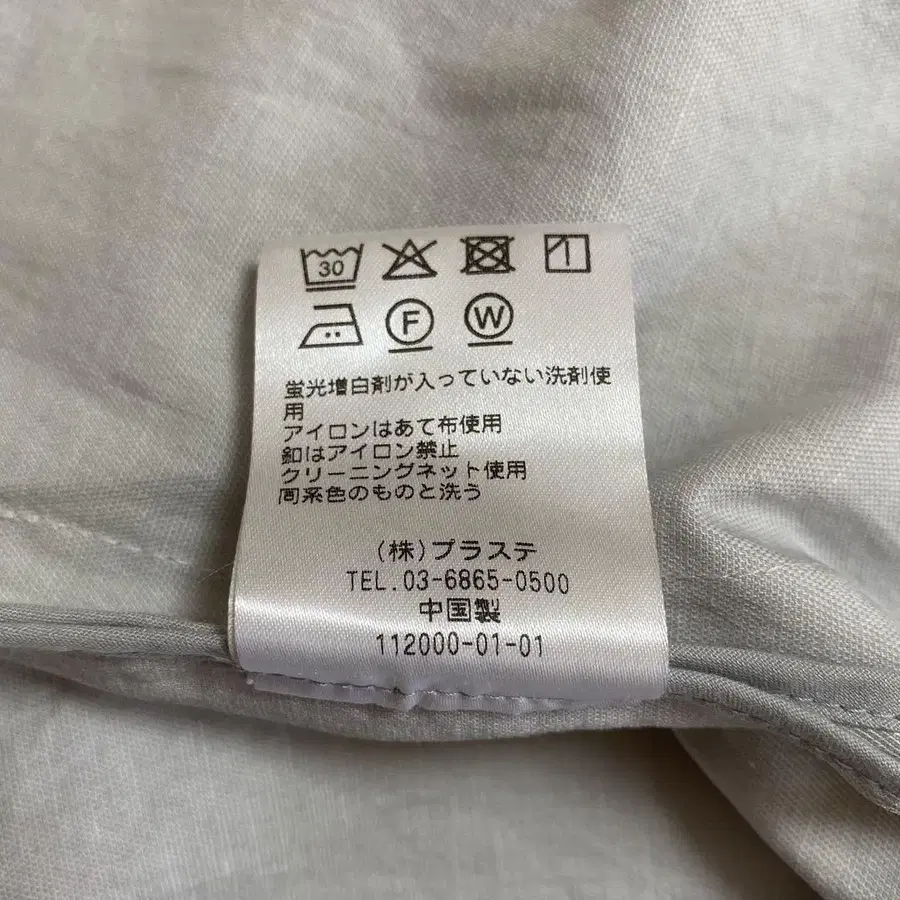 30
F W
蛍光増白剤が入っていない洗剤使
用
アイロンはあて布使用
釦はアイロン禁止
クリーニングネット使用
同系色のものと洗う
(株)プラステ
TEL.03-6865-0500
中国製
112000-01-01